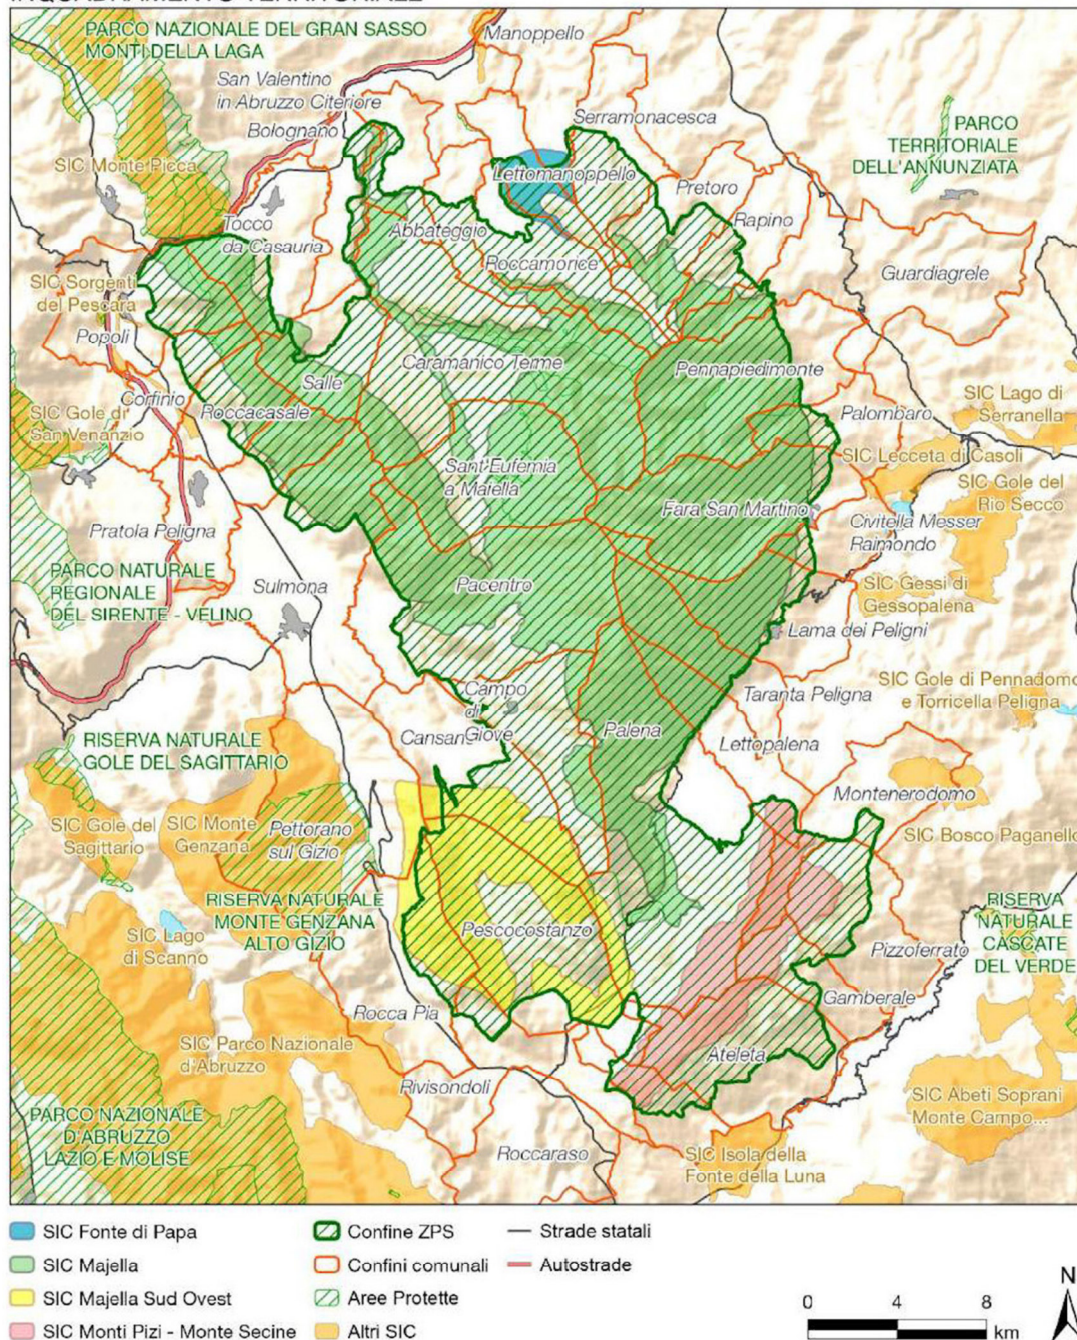 INQUADRAMENTO TERRITORIALE
PARCO NAZIONALE DEL GRAN SASSO
MONTI DELLA LAGA
Manoppello
San Valentino
in Abruzzo Citeriore
Bolognano
Serramonacesca
PARCO
TERRITORIALE
DELL'ANNUNZIATA
SIC Monte Picca
Lettomanoppello
Pretoro
Rapino
Tocco
da Casauria
Abbateggio
Roccamorice
Guardiagrele
SIC Sorgenti
del Pescara
Popoli
Caramanico Terme
Pennapiedimonte
Salle
Corfinio
Roccacasale
SIC Gole di
San Venanzio
Palombaro
SIC Lago di
Serranella
SIC Lecceta di Casoli
Sant'Eufemia
a Maiella
SIC Gole del
Rio Secco
Fara San Martino
Civitella Messer
Raimondo
Pratola Peligna
PARCO NATURALE
REGIONALE
DEL SIRENTE - VELINO
Sulmona
Pacentro
SIC Gessi di
Gessopalena
Lama dei Peligni
SIC Gole di Pennadomo
e Torricella Peligna
Taranta Peligna
Campo
di
Giove
Cansano
Palena
Lettopalena
RISERVA NATURALE
GOLE DEL SAGITTARIO
Montenerodomo
SIC Gole del
Sagittario
SIC Monte
Genzana
Pettorano
sul Gizio
SIC Bosco Paganello
RISERVA NATURALE
MONTE GENZANA
ALTO GIZIO
RISERVA
NATURALE
CASCATE
DEL VERDE
SIC Lago
di Scanno
Pescocostanzo
Pizzoferrato
Gamberale
Rocca Pia
SIC Parco Nazionale
d'Abruzzo
Ateleta
Rivisondoli
SIC Abeti Soprani
Monte Campo...
PARCO NAZIONALE
D'ABRUZZO
LAZIO E MOLISE
Roccaraso
SIC Isola della
Fonte della Luna
SIC Fonte di Papa
SIC Majella
SIC Majella Sud Ovest
SIC Monti Pizi - Monte Secine
Confine ZPS
Confini comunali
Aree Protette
Altri SIC
Strade statali
Autostrade
0 4 8
km
N